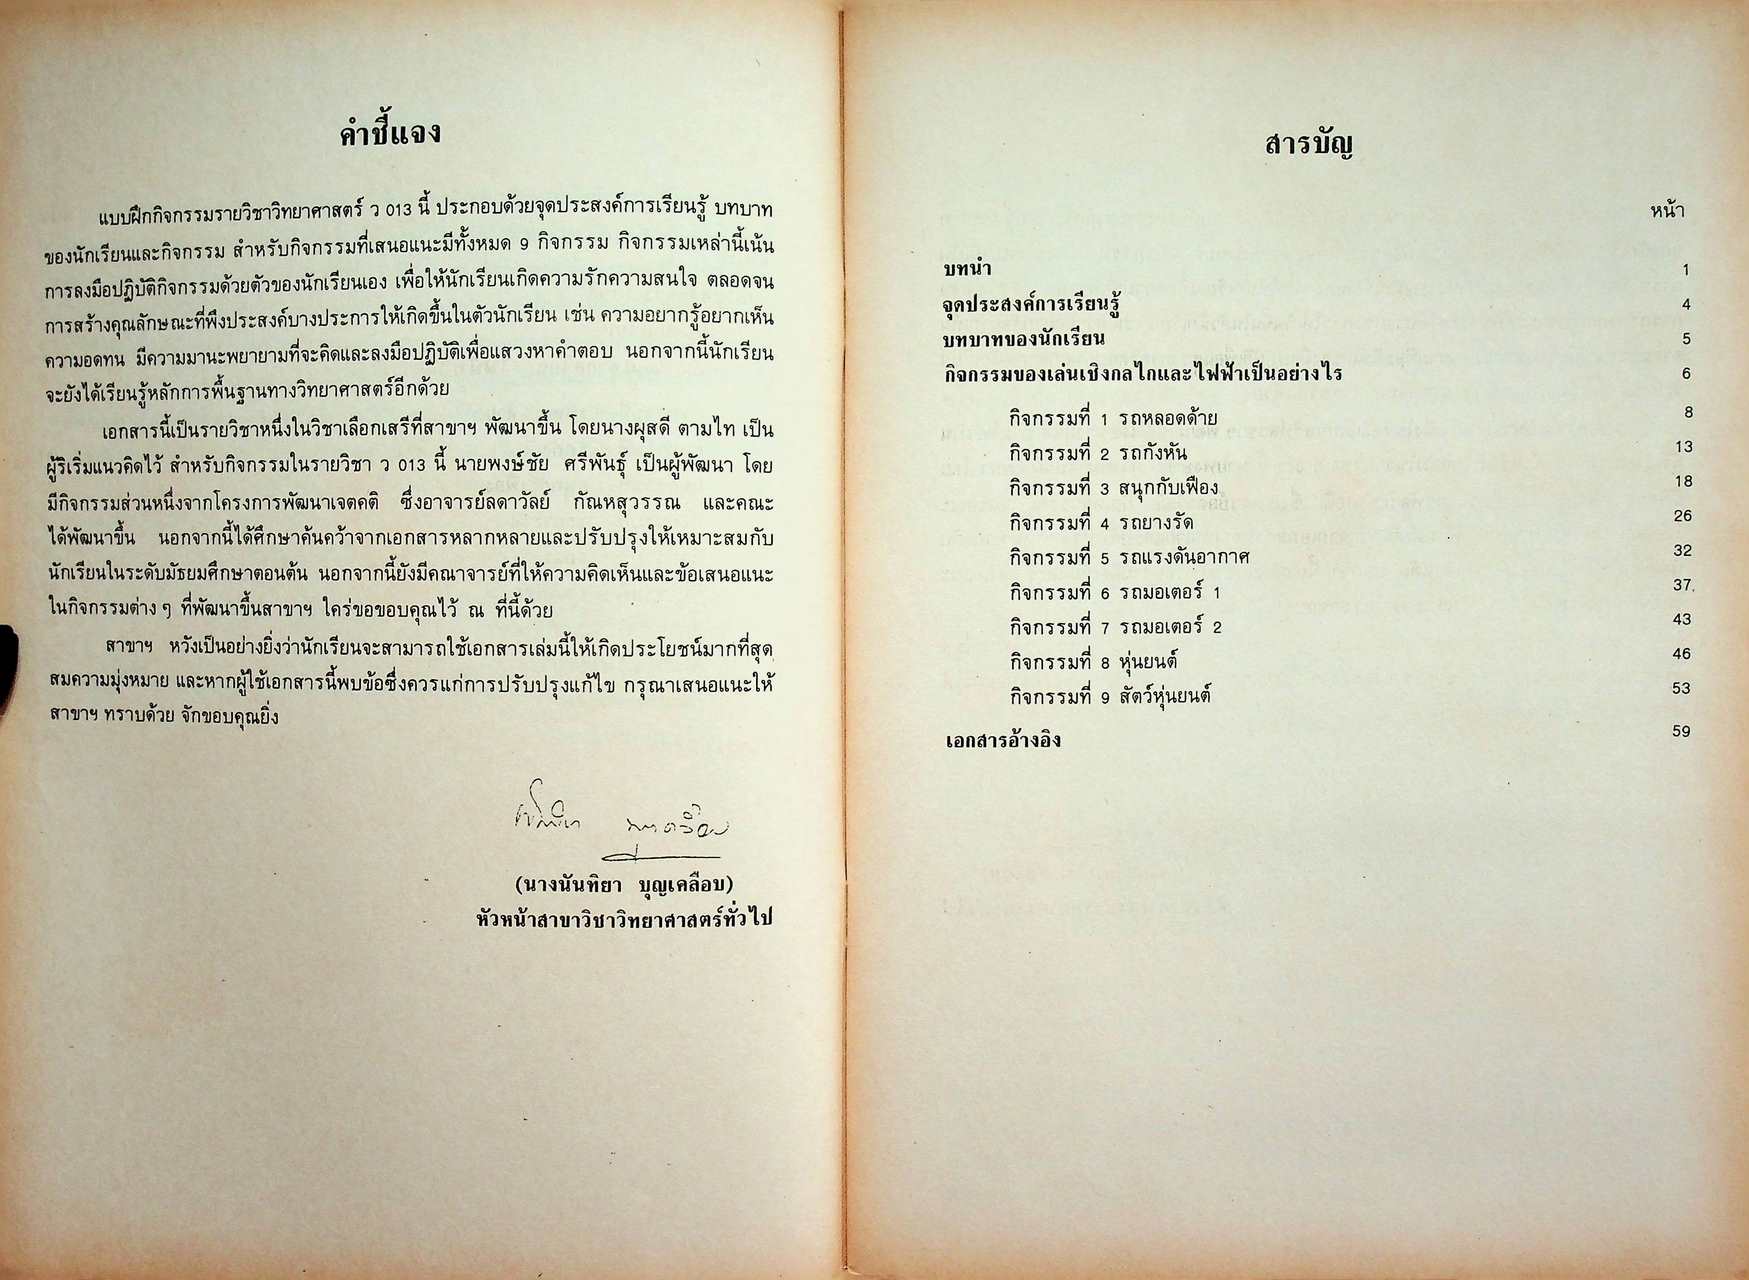 คำชี้แจง
แบบฝึกกิจกรรมรายวิชาวิทยาศาสตร์ ว 013 นี้ ประกอบด้วยจุดประสงค์การเรียนรู้ บทบาท
ของนักเรียนและกิจกรรม สำหรับกิจกรรมที่เสนอแนะมีทั้งหมด 9 กิจกรรม กิจกรรมเหล่านี้เน้น
การลงมือปฏิบัติกิจกรรมด้วยตัวของนักเรียนเอง เพื่อให้นักเรียนเกิดความรักความสนใจ ตลอดจน
การสร้างคุณลักษณะที่พึงประสงค์บางประการให้เกิดขึ้นในตัวนักเรียน เช่น ความอยากรู้อยากเห็น
ความอดทน มีความมานะพยายามที่จะคิดและลงมือปฏิบัติเพื่อแสวงหาคำตอบ นอกจากนี้นักเรียน
จะยังได้เรียนรู้หลักการพื้นฐานทางวิทยาศาสตร์อีกด้วย
เอกสารนี้เป็นรายวิชาหนึ่งในวิชาเลือกเสรีที่สาขาฯ พัฒนาขึ้น โดยนางผุสดี ตามไท เป็น
ผู้ริเริ่มแนวคิดไว้ สำหรับกิจกรรมในรายวิชา ว 013 นี้ นายพงษ์ชัย ศรีพันธุ์ เป็นผู้พัฒนา โดย
มีกิจกรรมส่วนหนึ่งจากโครงการพัฒนาเจตคติ ซึ่งอาจารย์ลดาวัลย์ กัณหสุวรรณ และคณะ
ได้พัฒนาขึ้น นอกจากนี้ได้ศึกษาค้นคว้าจากเอกสารหลากหลายและปรับปรุงให้เหมาะสมกับ
นักเรียนในระดับมัธยมศึกษาตอนต้น นอกจากนี้ยังมีคณาจารย์ที่ให้ความคิดเห็นและข้อเสนอแนะ
ในกิจกรรมต่าง ๆ ที่พัฒนาขึ้นสาขาฯ ใคร่ขอขอบคุณไว้ ณ ที่นี้ด้วย
สาขาฯ หวังเป็นอย่างยิ่งว่านักเรียนจะสามารถใช้เอกสารเล่มนี้ให้เกิดประโยชน์มากที่สุด
สมความมุ่งหมาย และหากผู้ใช้เอกสารนี้พบข้อซึ่งควรแก่การปรับปรุงแก้ไข กรุณาเสนอแนะให้
สาขาฯ ทราบด้วย จักขอบคุณยิ่ง
(นางนันทิยา บุญเคลือบ)
หัวหน้าสาขาวิชาวิทยาศาสตร์ทั่วไป
สารบัญ
หน้า
บทนำ 1
จุดประสงค์การเรียนรู้ 4
บทบาทของนักเรียน 5
กิจกรรมของเล่นเชิงกลไกและไฟฟ้าเป็นอย่างไร 6
กิจกรรมที่ 1 รถหลอดด้าย 8
กิจกรรมที่ 2 รถกังหัน 13
กิจกรรมที่ 3 สนุกกับเฟือง 18
กิจกรรมที่ 4 รถยางรัด 26
กิจกรรมที่ 5 รถแรงดันอากาศ 32
กิจกรรมที่ 6 รถมอเตอร์ 1 37
กิจกรรมที่ 7 รถมอเตอร์ 2 43
กิจกรรมที่ 8 หุ่นยนต์ 46
กิจกรรมที่ 9 สัตว์หุ่นยนต์ 53
เอกสารอ้างอิง 59